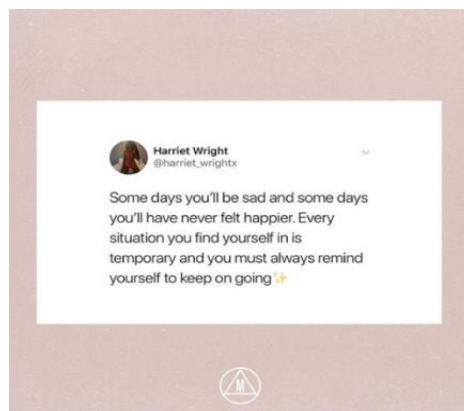 Harriet Wright
@harriet_wrightx
Some days you'll be sad and some days
you'll have never felt happier. Every
situation you find yourself in is
temporary and you must always remind
yourself to keep on going✨
M